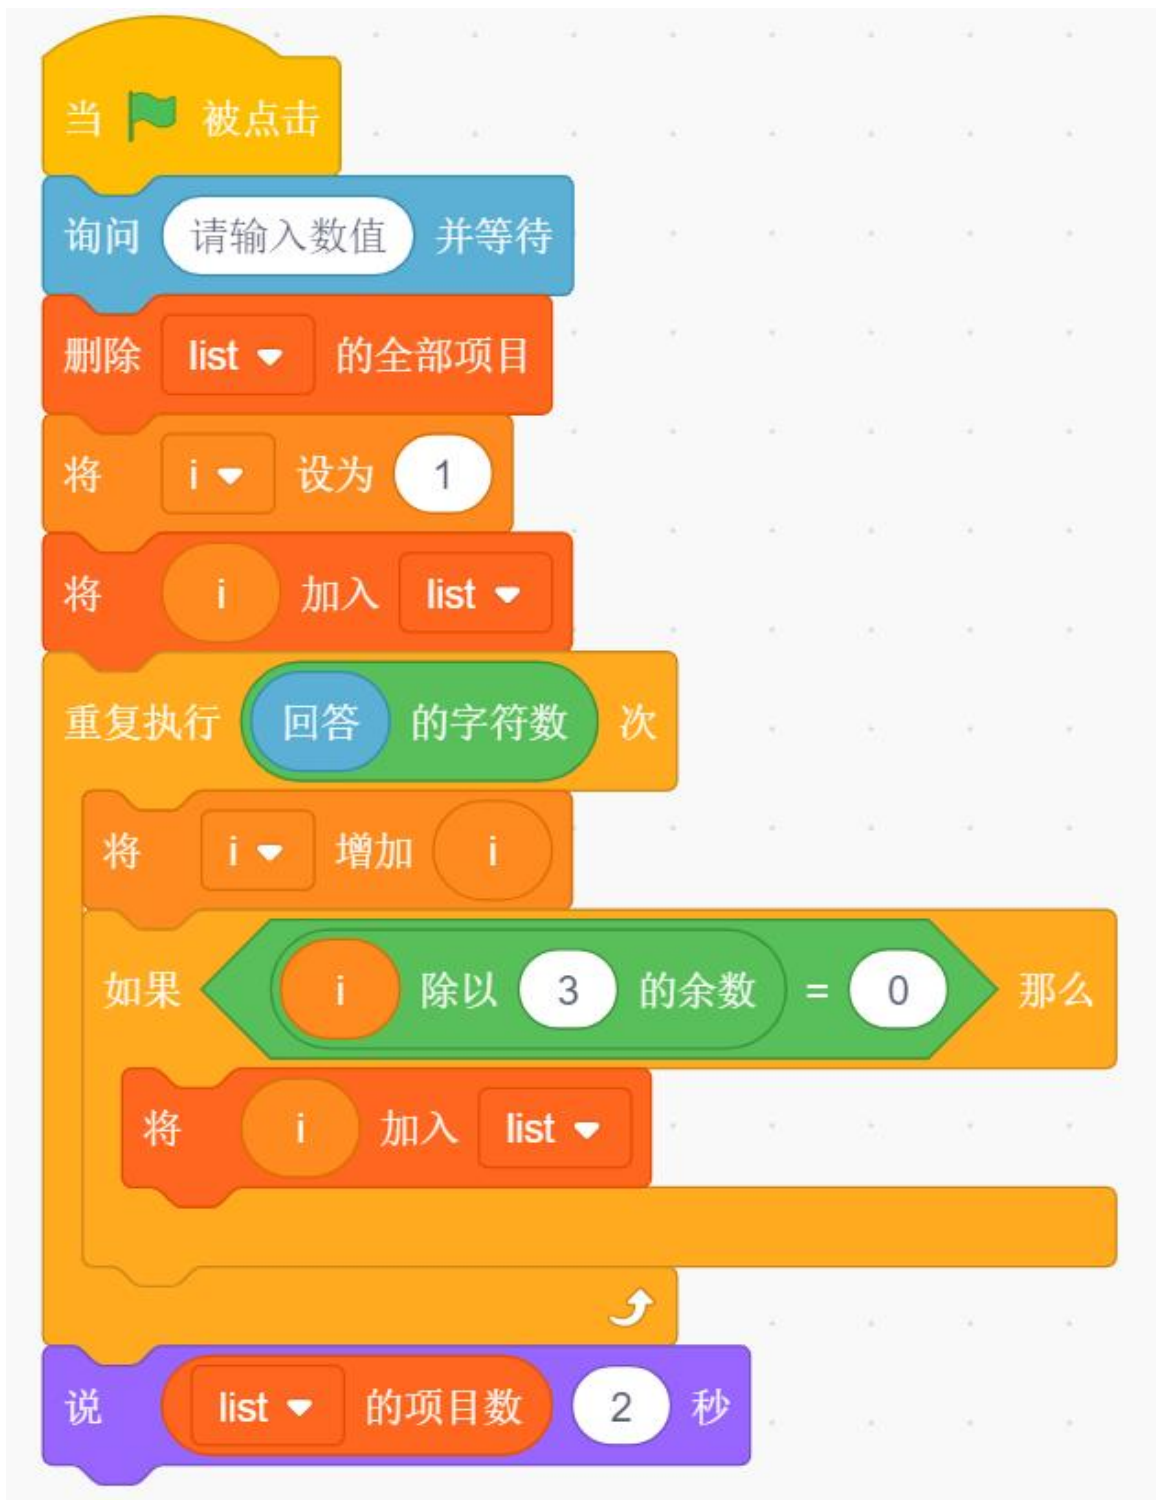 当 被点击
询问 请输入数值 并等待
删除 list 的全部项目
将 i 设为 1
将 i 加入 list
重复执行 回答 的字符数 次
将 i 增加 i
如果 i 除以 3 的余数 = 0 那么
将 i 加入 list
说 list 的项目数 2 秒